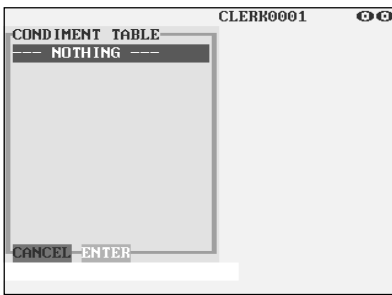 CLERK0001
CONDIMENT TABLE
--- NOTHING ---
CANCEL ENTER